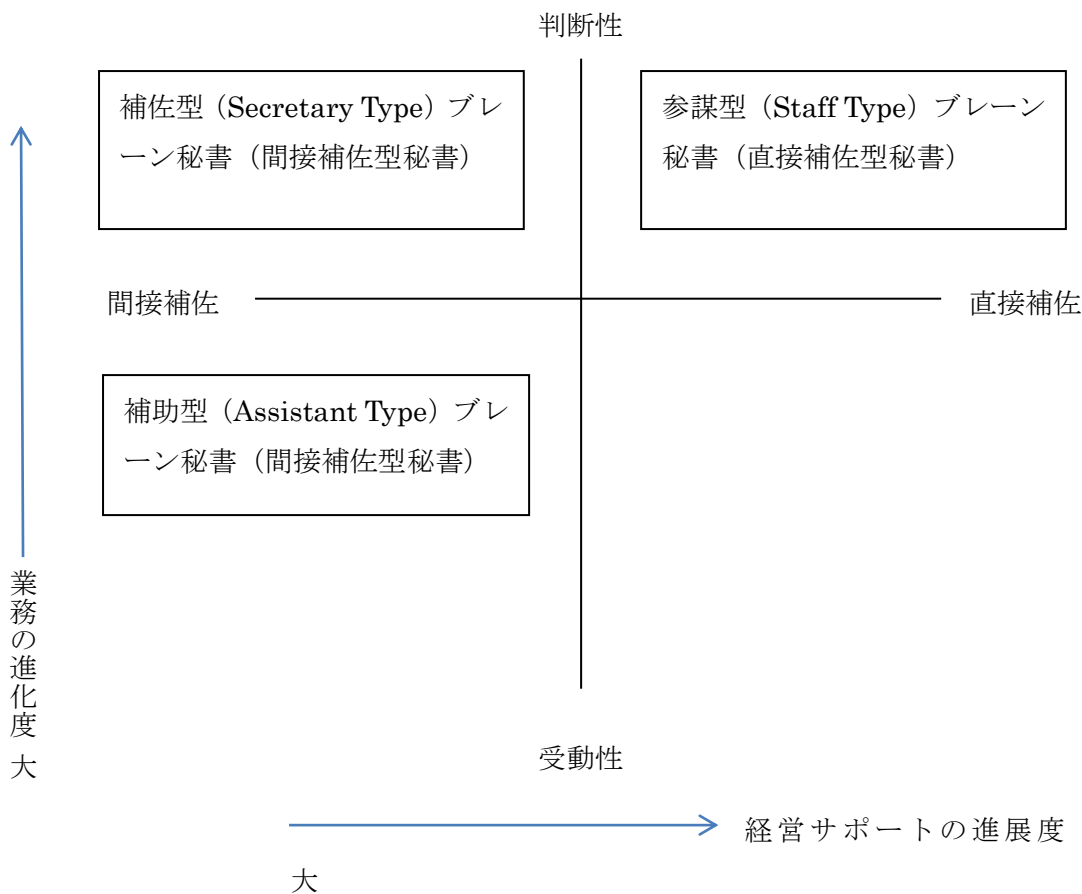 判断性
補佐型（Secretary Type）ブレ
ーン秘書（間接補佐型秘書）
参謀型（Staff Type）ブレーン
秘書（直接補佐型秘書）
間接補佐
直接補佐
補助型（Assistant Type）ブレ
ーン秘書（間接補佐型秘書）
業務の進化度 大
受動性
経営サポートの進展度
大